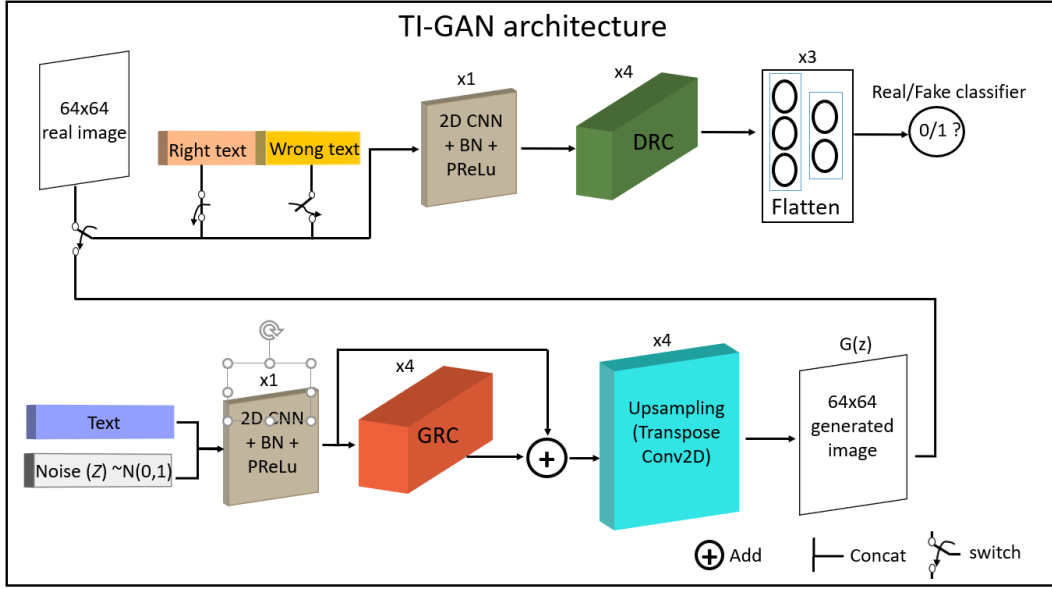 TI-GAN architecture
64x64
real image
Right text
Wrong text
x1
2D CNN
+ BN +
PReLu
x4
DRC
x3
Flatten
Real/Fake classifier
0/1 ?
Text
Noise (Z) ~N(0,1)
x1
2D CNN
+ BN +
PReLu
x4
GRC
+
x4
Upsampling
(Transpose
Conv2D)
G(z)
64x64
generated
image
+ Add
Concat
switch